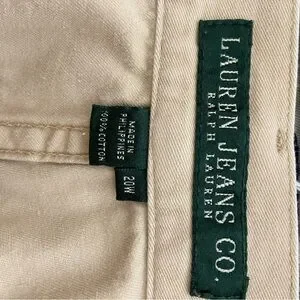 LAUREN JEANS CO.
RALPH LAUREN
MADE IN
PHILIPPINES
100% COTTON
20W